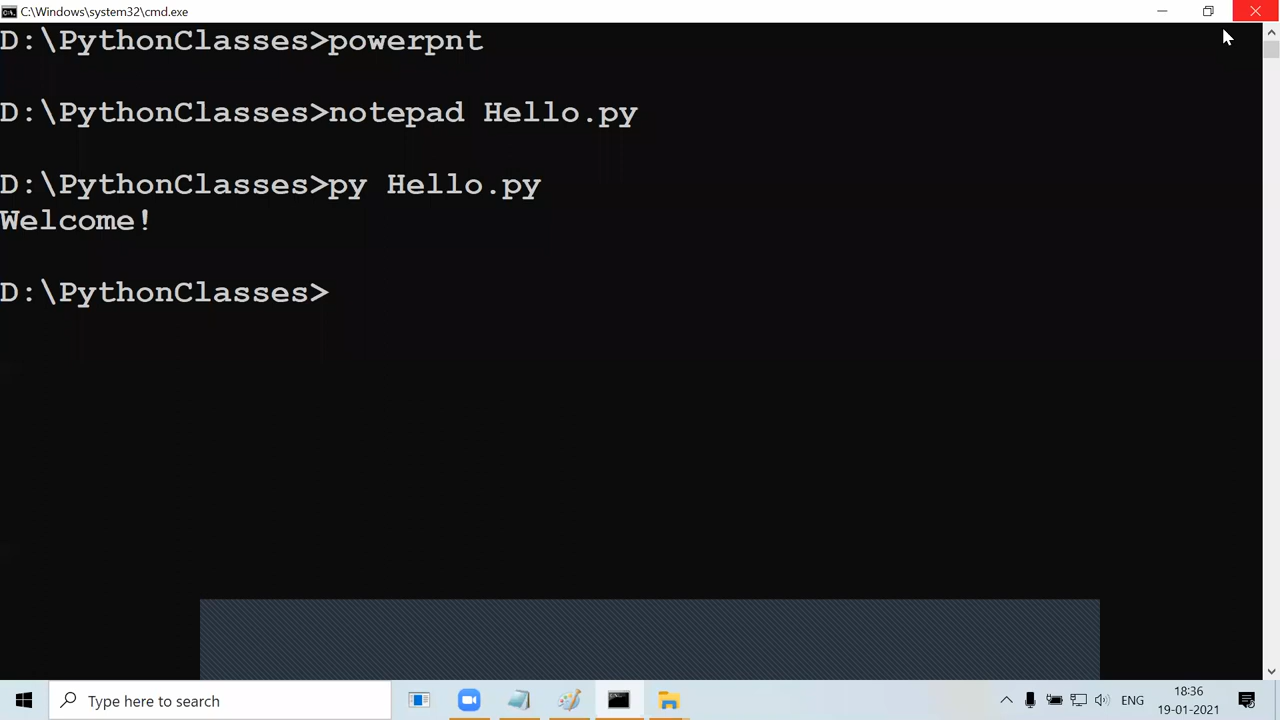 C:\Windows\system32\cmd.exe
D:\PythonClasses>powerpnt
D:\PythonClasses>notepad Hello.py
D:\PythonClasses>py Hello.py
Welcome!
D:\PythonClasses>
Type here to search
ENG
18:36
19-01-2021